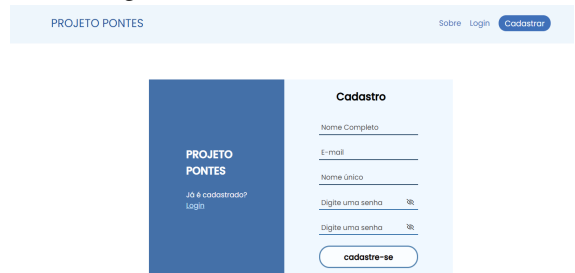 PROJETO PONTES
Sobre Login Cadastrar
PROJETO
PONTES
Já é cadastrado?
Login
Cadastro
Nome Completo
E-mail
Nome único
Digite uma senha
Digite uma senha
cadastre-se